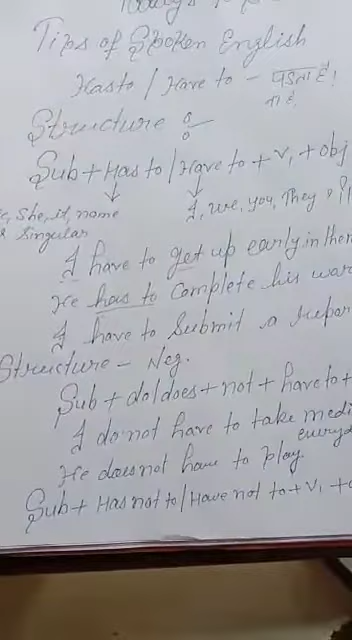 Today's
Tips of Spoken English
Has to / Have to – पड़ता है!
ता है,
Structure :–
Sub + Has to / Have to + V₁ + obj
She, it, name
Singular
I, we, you, They
I have to get up early in the
He has to complete his
I have to Submit a
Structure – Neg.
Sub + do/does + not + have to +
I do not have to take
everyd
He does not have to play.
Sub + Has not to / Have not to + V₁ +